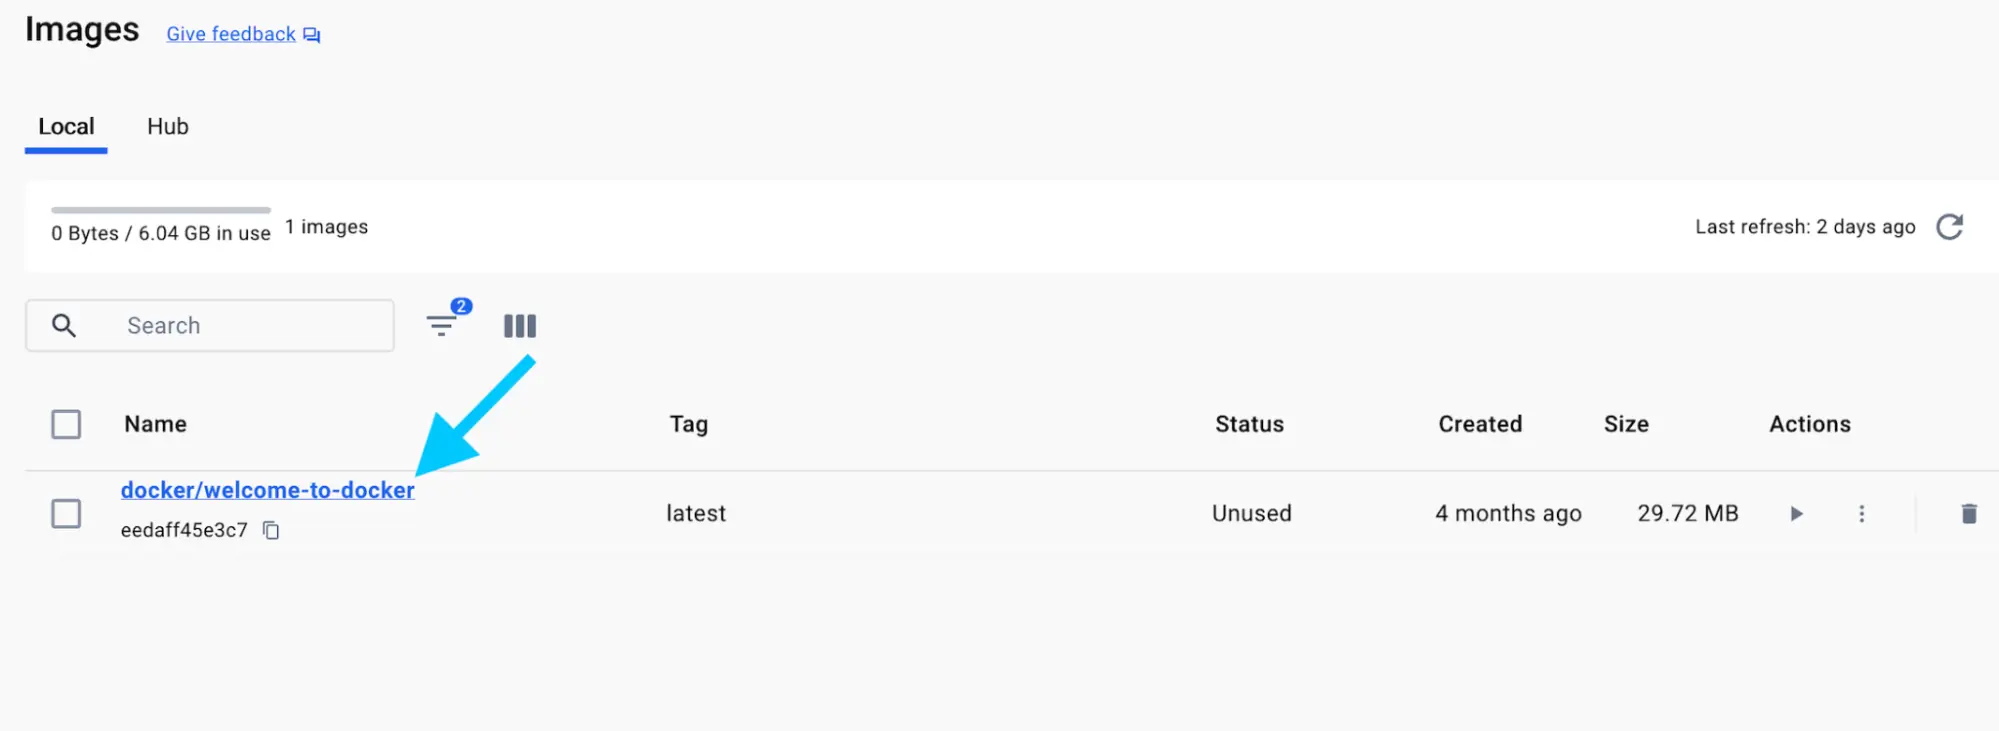 Images Give feedback
Local Hub
0 Bytes / 6.04 GB in use 1 images Last refresh: 2 days ago
Search 2
Name Tag Status Created Size Actions
docker/welcome-to-docker
latest Unused 4 months ago 29.72 MB
eedaff45e3c7